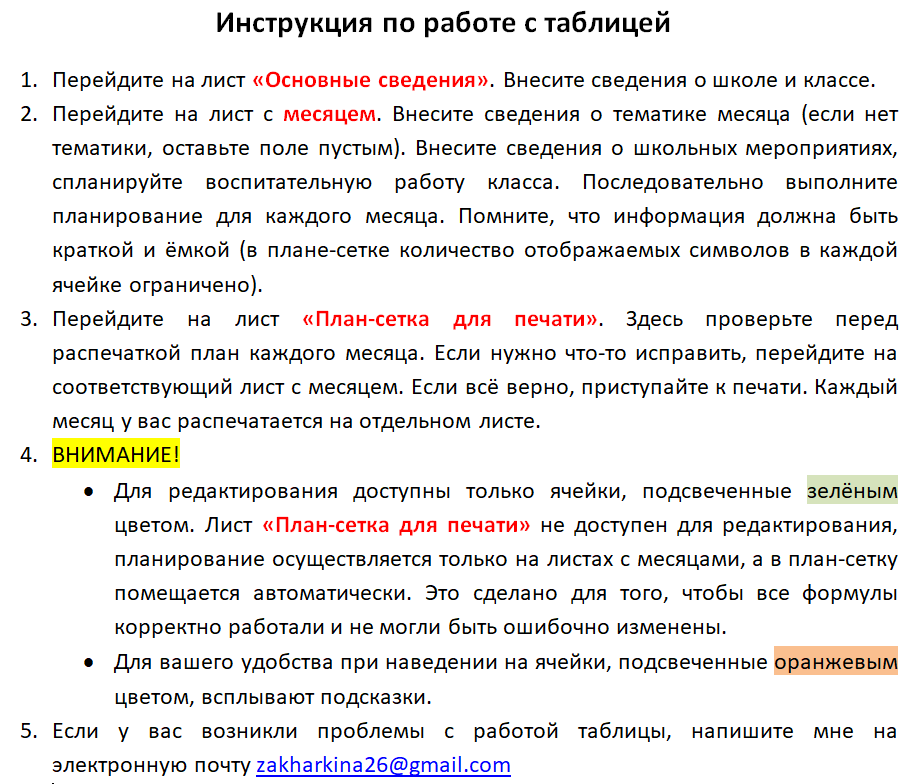 Инструкция по работе с таблицей
1. Перейдите на лист «Основные сведения». Внесите сведения о школе и классе.
2. Перейдите на лист с месяцем. Внесите сведения о тематике месяца (если нет
тематики, оставьте поле пустым). Внесите сведения о школьных мероприятиях,
спланируйте воспитательную работу класса. Последовательно выполните
планирование для каждого месяца. Помните, что информация должна быть
краткой и ёмкой (в плане-сетке количество отображаемых символов в каждой
ячейке ограничено).
3. Перейдите на лист «План-сетка для печати». Здесь проверьте перед
распечаткой план каждого месяца. Если нужно что-то исправить, перейдите на
соответствующий лист с месяцем. Если всё верно, приступайте к печати. Каждый
месяц у вас распечатается на отдельном листе.
4. ВНИМАНИЕ!
• Для редактирования доступны только ячейки, подсвеченные зелёным
цветом. Лист «План-сетка для печати» не доступен для редактирования,
планирование осуществляется только на листах с месяцами, а в план-сетку
помещается автоматически. Это сделано для того, чтобы все формулы
корректно работали и не могли быть ошибочно изменены.
• Для вашего удобства при наведении на ячейки, подсвеченные оранжевым
цветом, всплывают подсказки.
5. Если у вас возникли проблемы с работой таблицы, напишите мне на
электронную почту zakharkina26@gmail.com